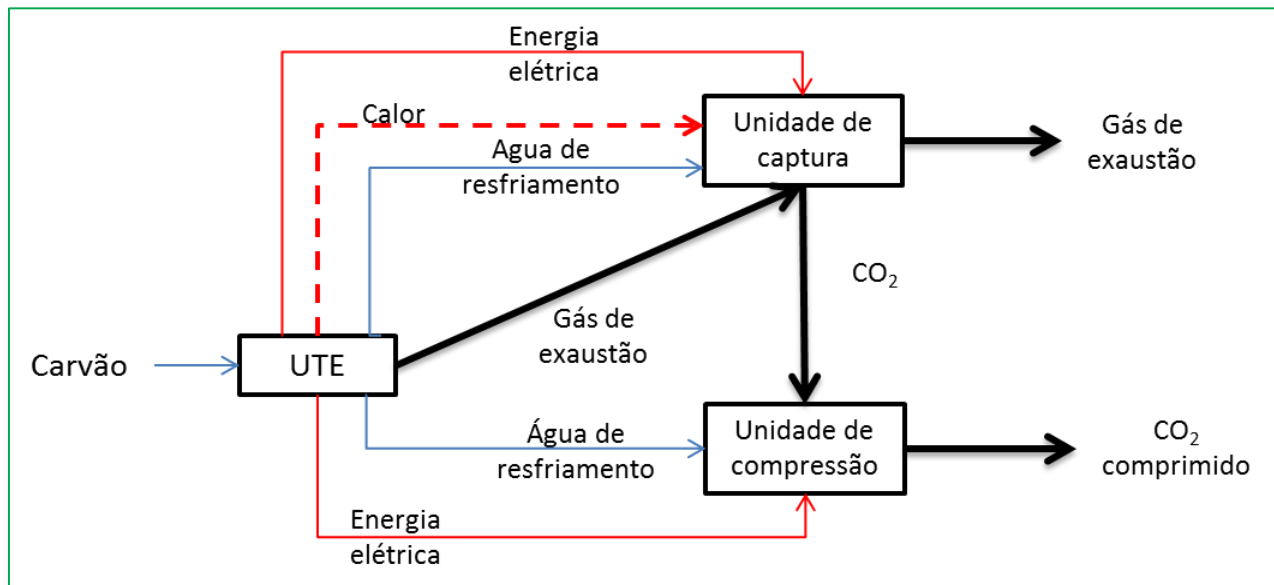 Energia
elétrica
Calor
Agua de
resfriamento
Unidade de
captura
Gás de
exaustão
CO₂
Gás de
exaustão
Carvão
UTE
Água de
resfriamento
Unidade de
compressão
CO₂
comprimido
Energia
elétrica